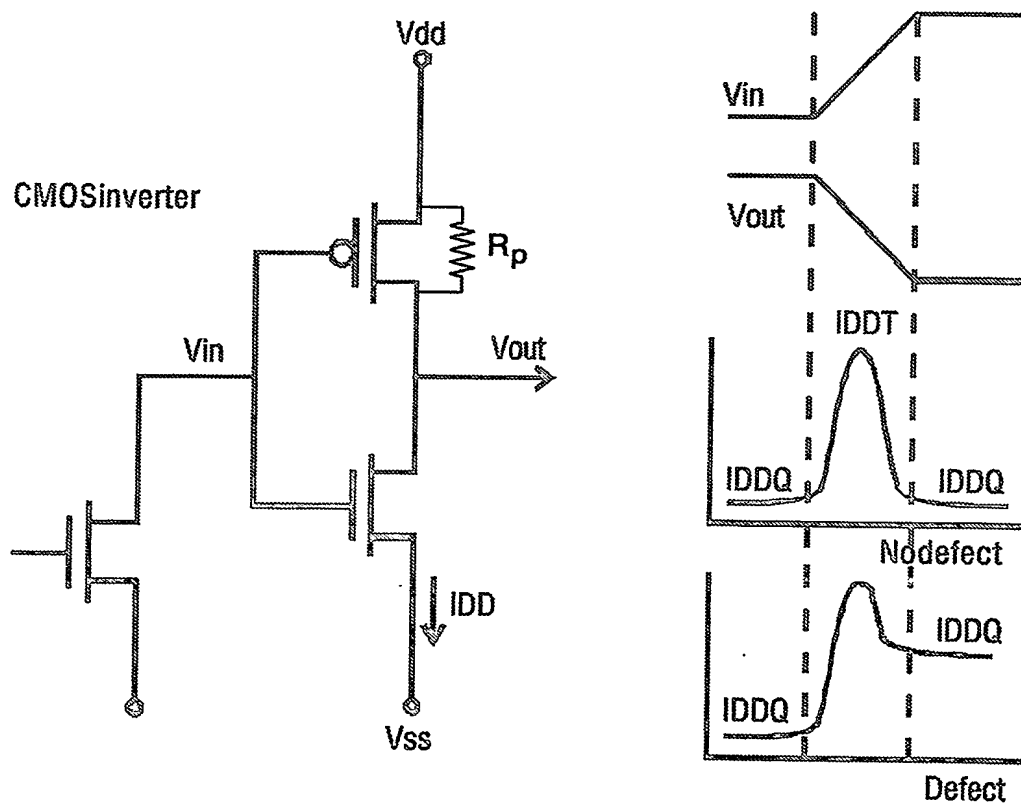 Vdd
CMOSinverter
Rp
Vin
Vout
IDD
Vss
Vin
Vout
IDDT
IDDQ
IDDQ
Nodefect
IDDQ
IDDQ
Defect